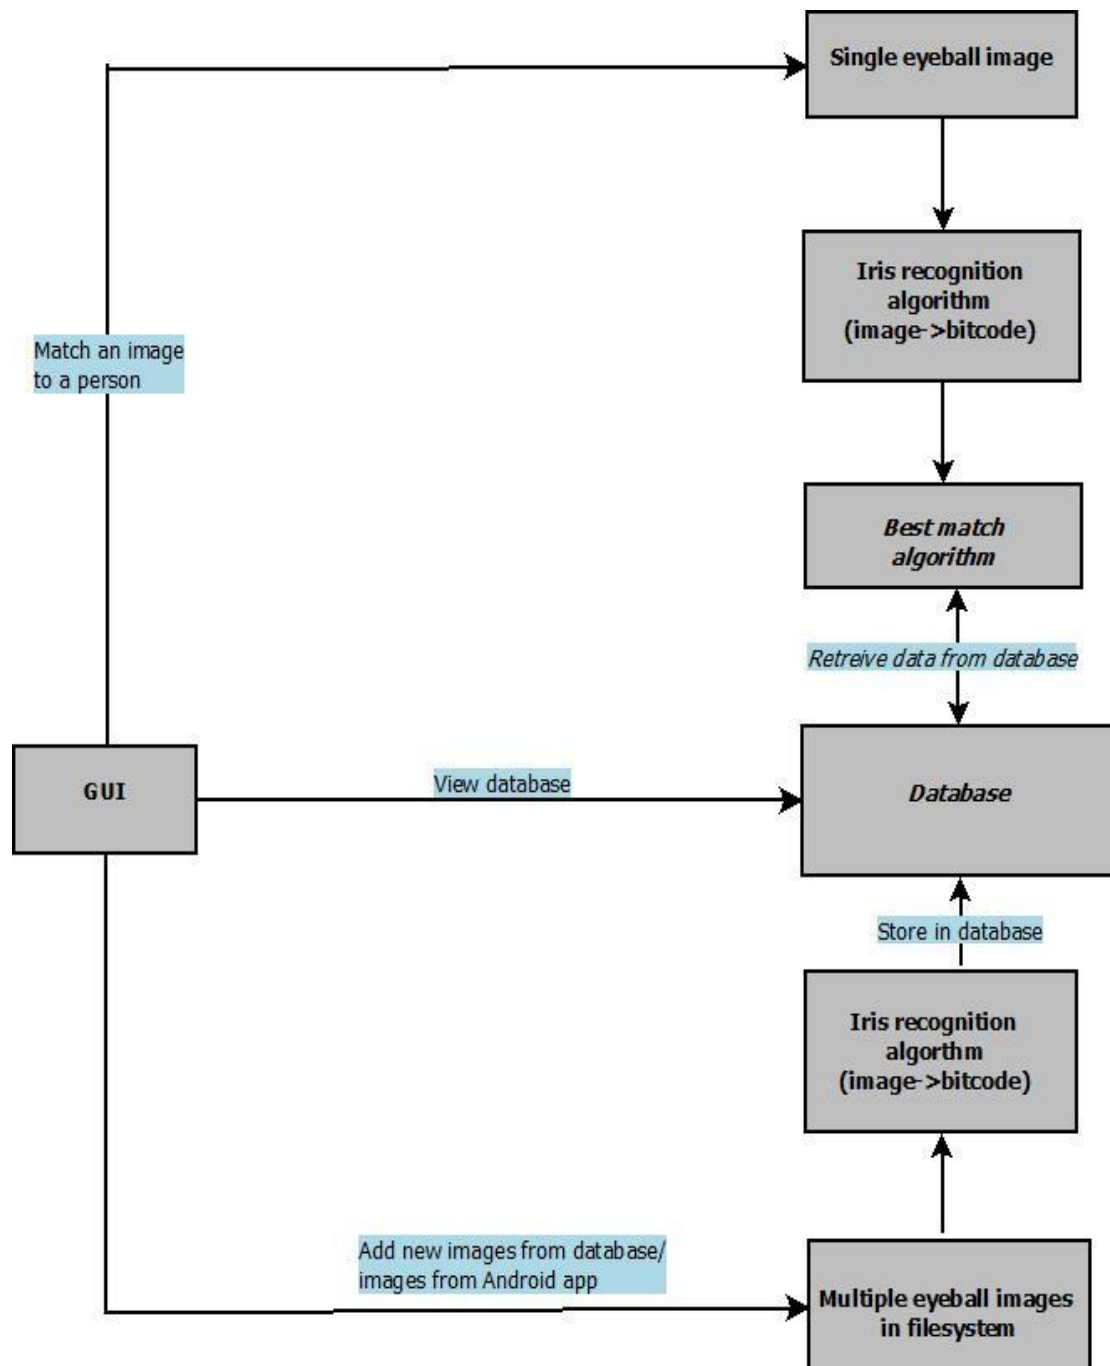 Single eyeball image
Iris recognition
algorithm
(image->bitcode)
Match an image
to a person
Best match
algorithm
Retreive data from database
GUI
View database
Database
Store in database
Iris recognition
algorthm
(image->bitcode)
Add new images from database/
images from Android app
Multiple eyeball images
in filesystem